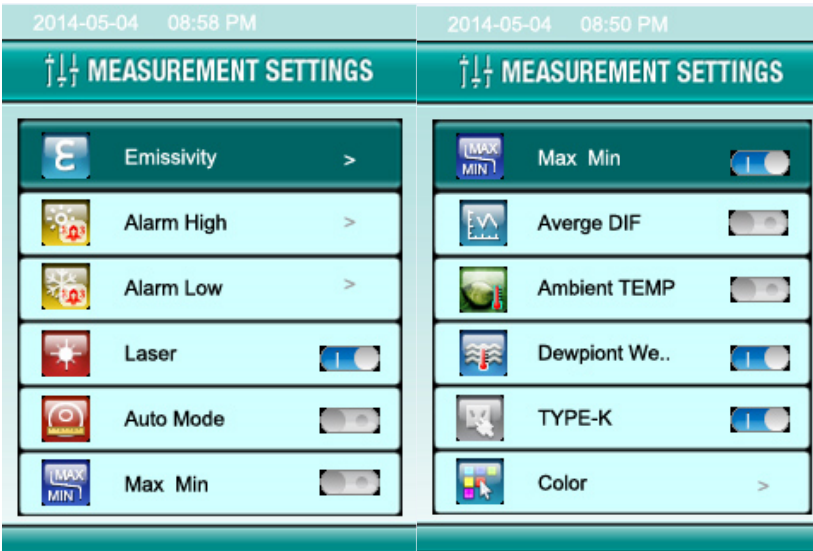 2014-05-04 08:58 PM
MEASUREMENT SETTINGS
ε Emissivity >
Alarm High >
Alarm Low >
Laser
Auto Mode
MAX MIN Max Min
2014-05-04 08:50 PM
MEASUREMENT SETTINGS
MAX MIN Max Min
Averge DIF
Ambient TEMP
Dewpiont We..
TYPE-K
Color >